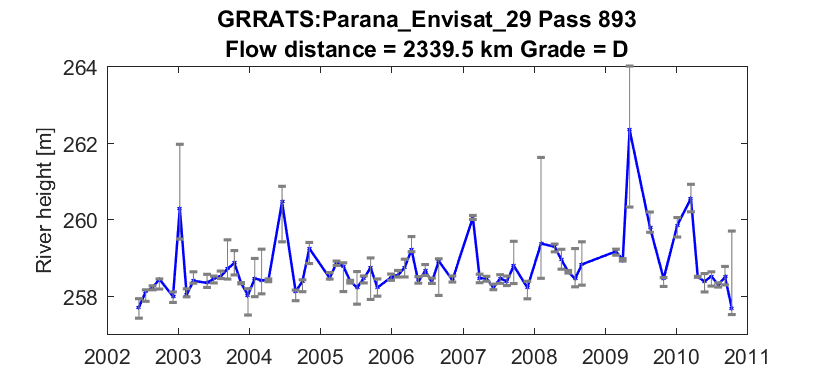 GRRATS:Parana_Envisat_29 Pass 893
Flow distance = 2339.5 km Grade = D
River height [m]
264
262
260
258
2002 2003 2004 2005 2006 2007 2008 2009 2010 2011